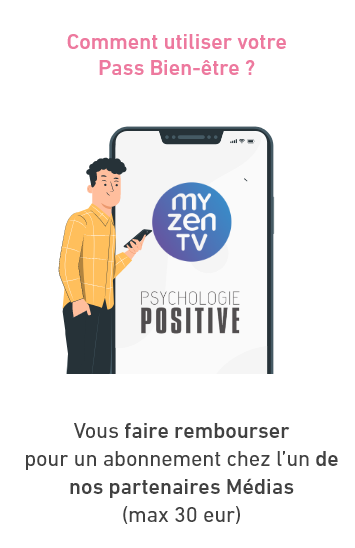 Comment utiliser votre
Pass Bien-être ?
my
zen
TV
PSYCHOLOGIE
POSITIVE
Vous faire rembourser
pour un abonnement chez l'un de
nos partenaires Médias
(max 30 eur)